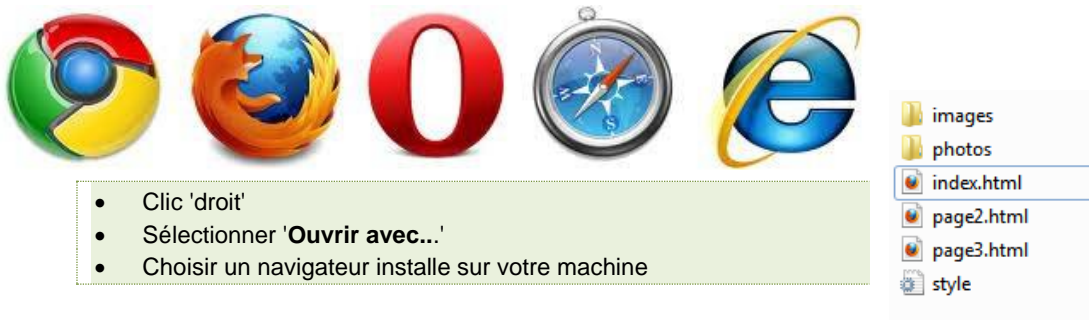 • Clic 'droit'
• Sélectionner 'Ouvrir avec...'
• Choisir un navigateur installe sur votre machine
images
photos
index.html
page2.html
page3.html
style